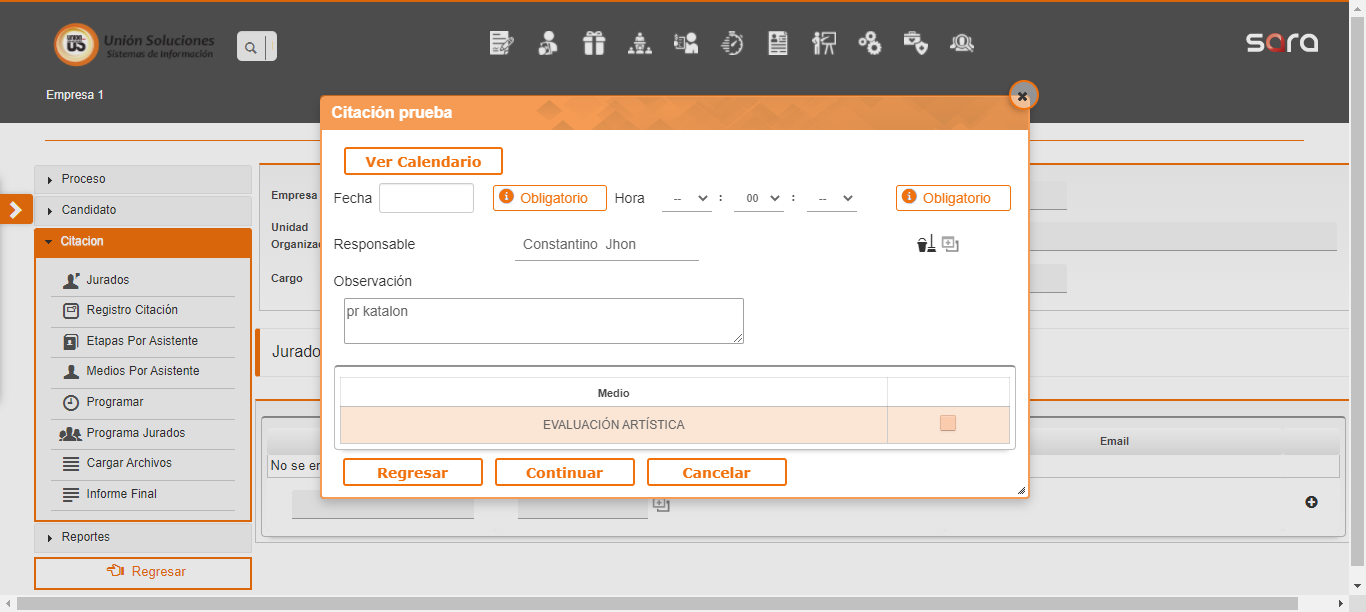 Unión Soluciones
Sistemas de Información
sara
Empresa 1
Citación prueba
Ver Calendario
Fecha
Obligatorio
Hora
-- : 00 : --
Obligatorio
Responsable
Constantino Jhon
Observación
pr katalon
Medio
EVALUACIÓN ARTÍSTICA
Regresar
Continuar
Cancelar
Proceso
Candidato
Citacion
Jurados
Registro Citación
Etapas Por Asistente
Medios Por Asistente
Programar
Programa Jurados
Cargar Archivos
Informe Final
Reportes
Regresar
Empresa
Unidad
Organiza
Cargo
Jurado
Email
No se en